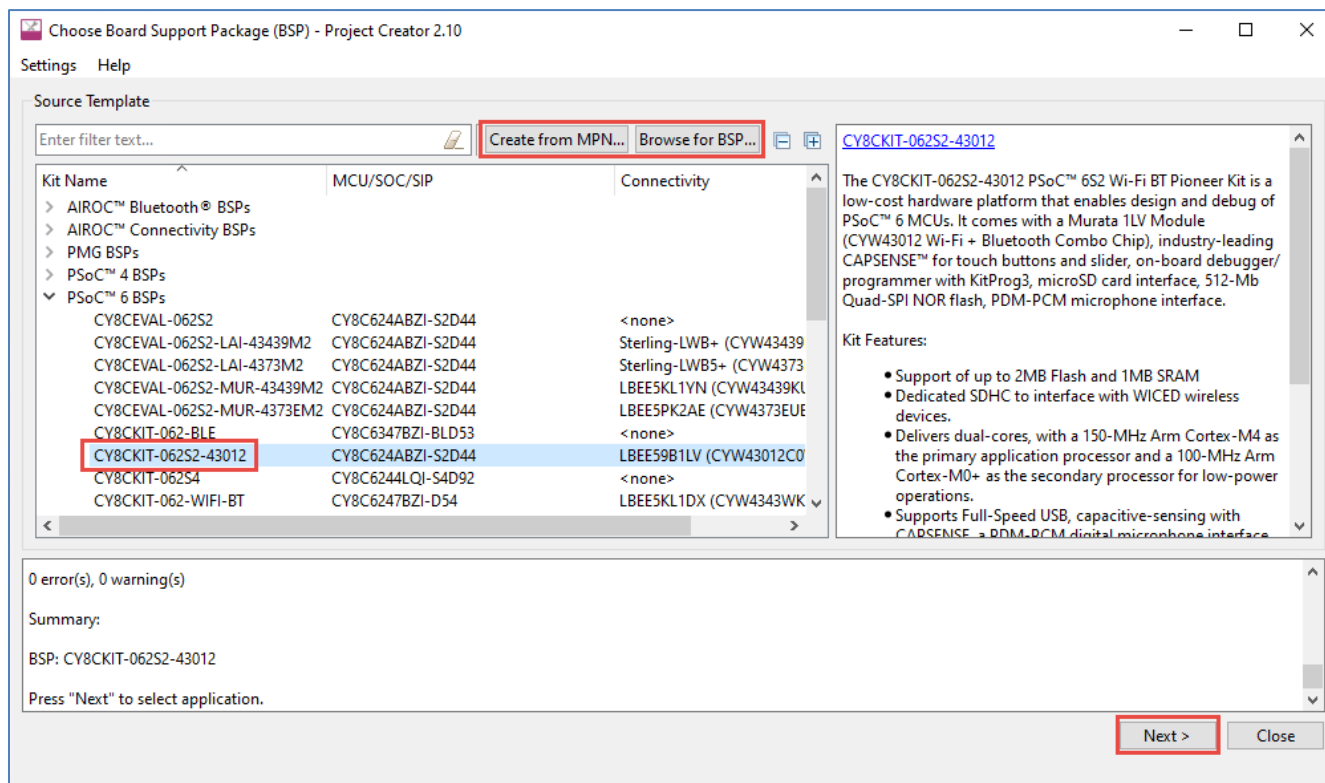 Choose Board Support Package (BSP) - Project Creator 2.10
Settings Help
Source Template
Enter filter text...
Create from MPN... Browse for BSP...
Kit Name MCU/SOC/SIP Connectivity
AIROC™ Bluetooth® BSPs
AIROC™ Connectivity BSPs
PMG BSPs
PSoC™ 4 BSPs
PSoC™ 6 BSPs
CY8CEVAL-062S2 CY8C624ABZI-S2D44 <none>
CY8CEVAL-062S2-LAI-43439M2 CY8C624ABZI-S2D44 Sterling-LWB+ (CYW43439
CY8CEVAL-062S2-LAI-4373M2 CY8C624ABZI-S2D44 Sterling-LWB5+ (CYW4373
CY8CEVAL-062S2-MUR-43439M2 CY8C624ABZI-S2D44 LBEE5KL1YN (CYW43439KU
CY8CEVAL-062S2-MUR-4373EM2 CY8C624ABZI-S2D44 LBEE5PK2AE (CYW4373EUE
CY8CKIT-062-BLE CY8C6347BZI-BLD53 <none>
CY8CKIT-062S2-43012 CY8C624ABZI-S2D44 LBEE59B1LV (CYW43012C0
CY8CKIT-062S4 CY8C6244LQI-S4D92 <none>
CY8CKIT-062-WIFI-BT CY8C6247BZI-D54 LBEE5KL1DX (CYW4343WK
CY8CKIT-062S2-43012
The CY8CKIT-062S2-43012 PSoC™ 6S2 Wi-Fi BT Pioneer Kit is a
low-cost hardware platform that enables design and debug of
PSoC™ 6 MCUs. It comes with a Murata 1LV Module
(CYW43012 Wi-Fi + Bluetooth Combo Chip), industry-leading
CAPSENSE™ for touch buttons and slider, on-board debugger/
programmer with KitProg3, microSD card interface, 512-Mb
Quad-SPI NOR flash, PDM-PCM microphone interface.
Kit Features:
• Support of up to 2MB Flash and 1MB SRAM
• Dedicated SDHC to interface with WICED wireless
devices.
• Delivers dual-cores, with a 150-MHz Arm Cortex-M4 as
the primary application processor and a 100-MHz Arm
Cortex-M0+ as the secondary processor for low-power
operations.
• Supports Full-Speed USB, capacitive-sensing with
CAPSENSE, a PDM-PCM digital microphone interface
0 error(s), 0 warning(s)
Summary:
BSP: CY8CKIT-062S2-43012
Press "Next" to select application.
Next > Close